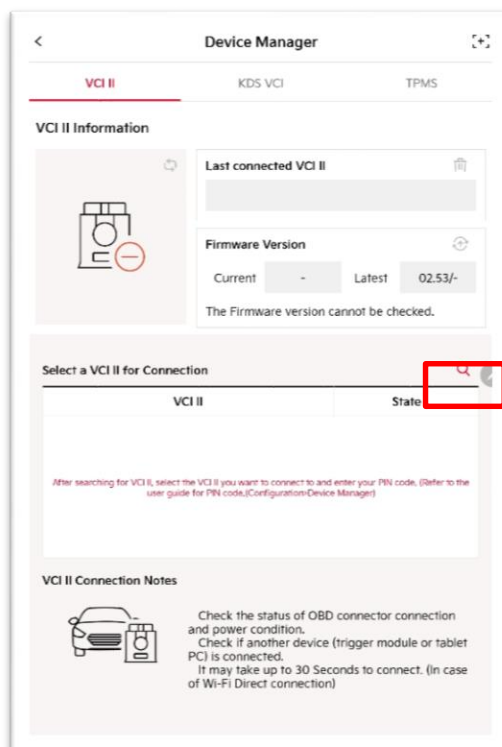 Device Manager
VCI II
KDS VCI
TPMS
VCI II Information
Last connected VCI II
Firmware Version
Current - Latest 02.53/-
The Firmware version cannot be checked.
Select a VCI II for Connection
VCI II
State
After searching for VCI II, select the VCI II you want to connect to and enter your PIN code, (Refer to the
user guide for PIN code.(Configuration-Device Manager)
VCI II Connection Notes
Check the status of OBD connector connection
and power condition.
Check if another device (trigger module or tablet
PC) is connected.
It may take up to 30 Seconds to connect. (In case
of Wi-Fi Direct connection)